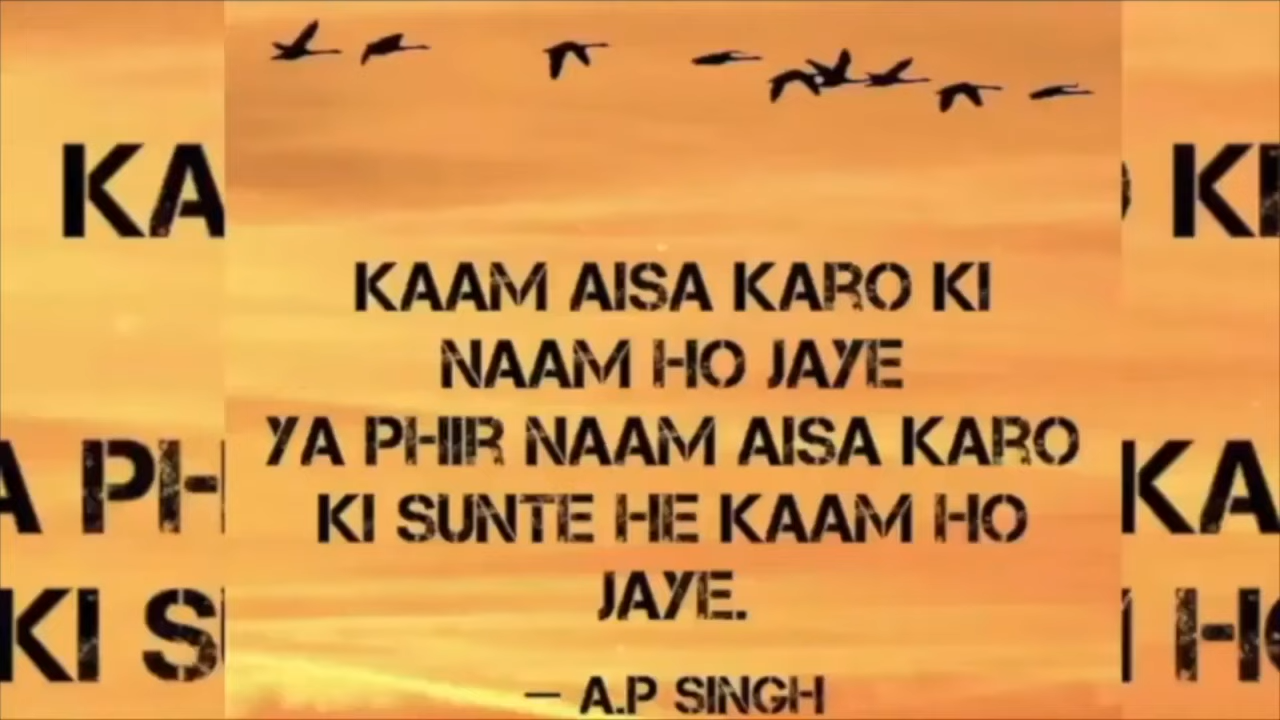 KAAM AISA KARO KI
NAAM HO JAYE
YA PHIR NAAM AISA KARO
KI SUNTE HE KAAM HO
JAYE.
— A.P SINGH